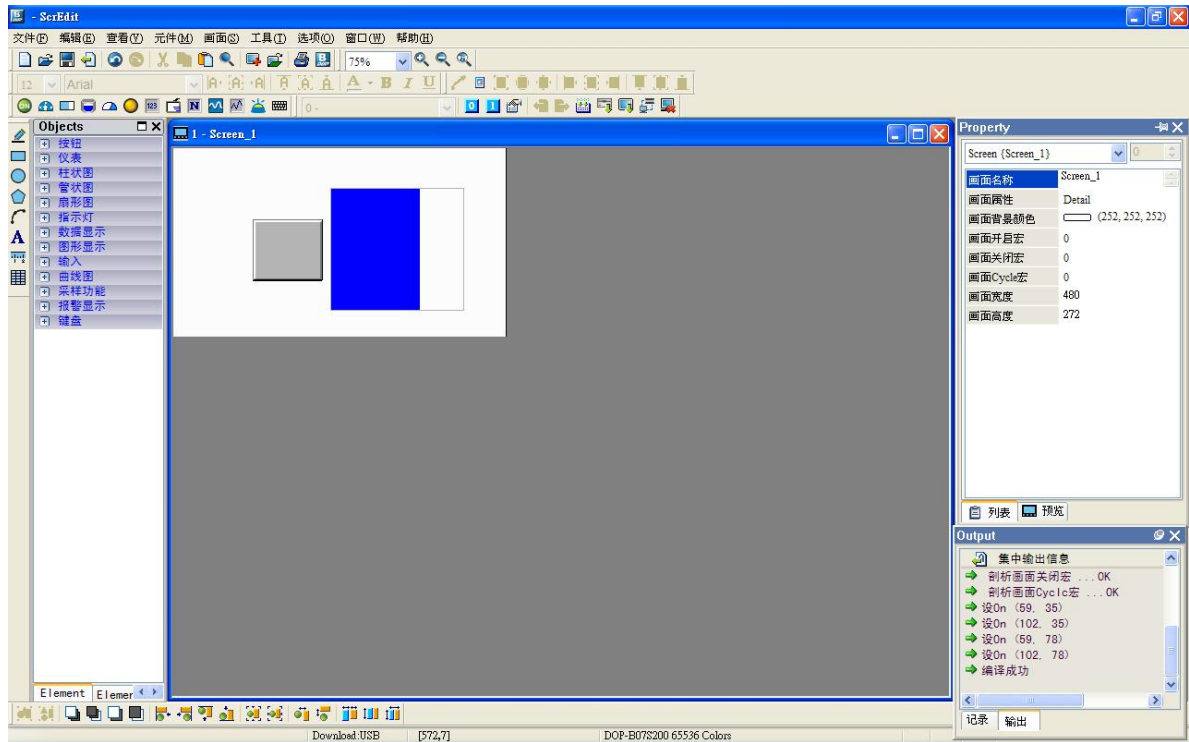 - ScrEdit
文件(F) 编辑(E) 查看(V) 元件(M) 画面(S) 工具(T) 选项(O) 窗口(W) 帮助(H)
75%
12 Arial A - B I U
0 -
Objects
按钮
仪表
柱状图
管状图
扇形图
指示灯
数据显示
图形显示
输入
曲线图
采样功能
报警显示
键盘
Element Elemer
1 - Screen_1
Property
Screen {Screen_1} 0
画面名称 Screen_1
画面属性 Detail
画面背景颜色 (252, 252, 252)
画面开启宏 0
画面关闭宏 0
画面Cycle宏 0
画面宽度 480
画面高度 272
列表 预览
Output
集中输出信息
剖析画面关闭宏 ...OK
剖析画面Cycle宏 ...OK
设On (59, 35)
设On (102, 35)
设On (59, 78)
设On (102, 78)
编译成功
记录 输出
Download:USB [572,7] DOP-B07S200 65536 Colors